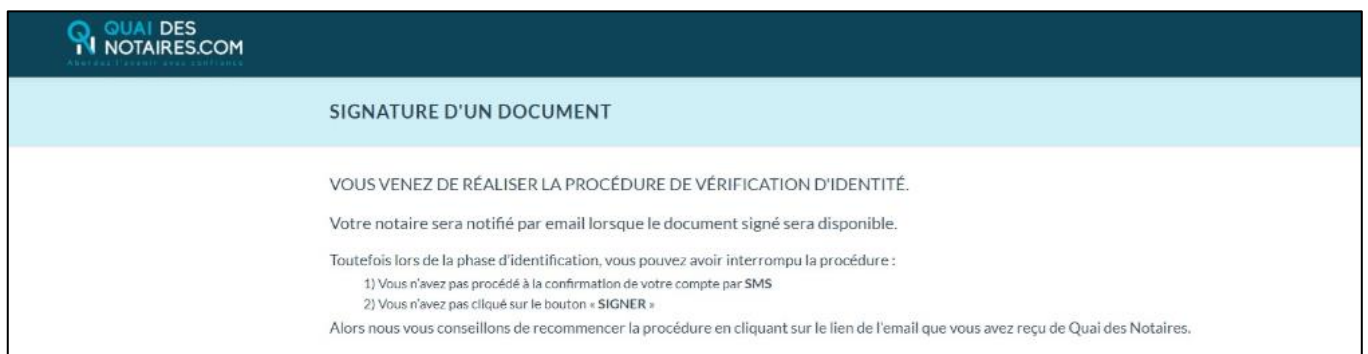 QUAI DES
NOTAIRES.COM
Abordez l'avenir avec confiance
SIGNATURE D'UN DOCUMENT
VOUS VENEZ DE RÉALISER LA PROCÉDURE DE VÉRIFICATION D'IDENTITÉ.
Votre notaire sera notifié par email lorsque le document signé sera disponible.
Toutefois lors de la phase d'identification, vous pouvez avoir interrompu la procédure :
1) Vous n'avez pas procédé à la confirmation de votre compte par SMS
2) Vous n'avez pas cliqué sur le bouton « SIGNER »
Alors nous vous conseillons de recommencer la procédure en cliquant sur le lien de l'email que vous avez reçu de Quai des Notaires.